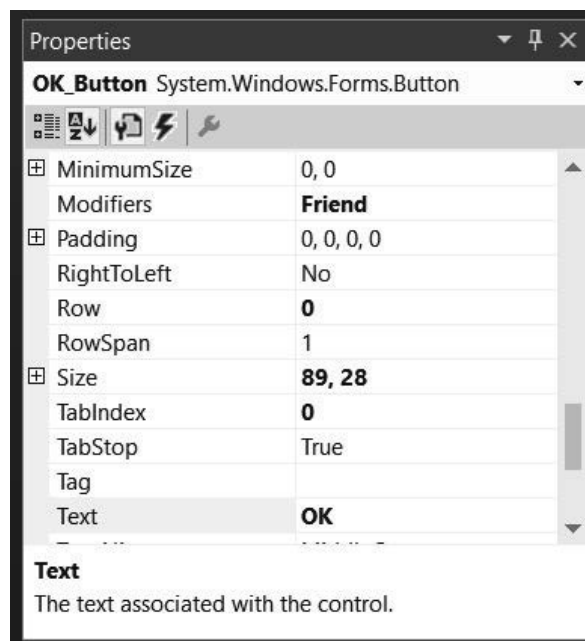 Properties
OK_Button System.Windows.Forms.Button
MinimumSize 0, 0
Modifiers Friend
Padding 0, 0, 0, 0
RightToLeft No
Row 0
RowSpan 1
Size 89, 28
TabIndex 0
TabStop True
Tag
Text OK
Text
The text associated with the control.